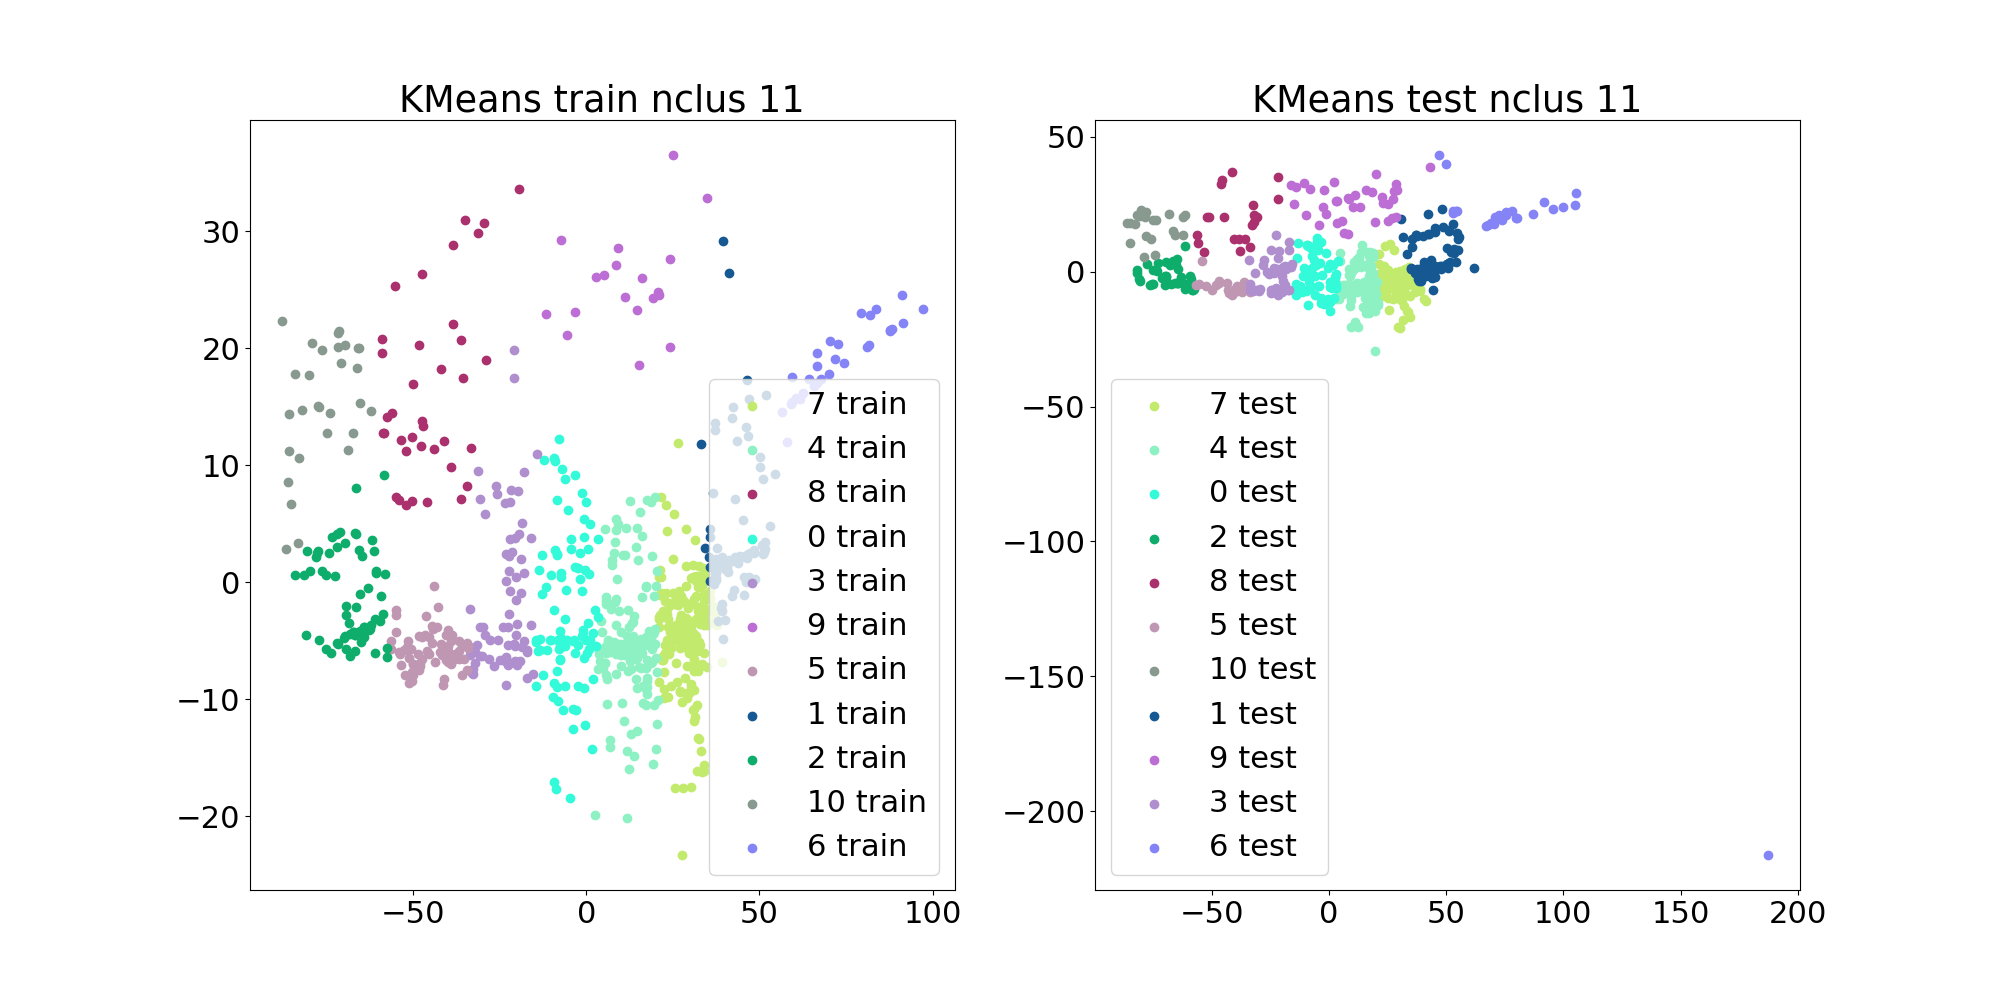 KMeans train nclus 11
30
20
10
0
−10
−20
−50
0
50
100
7 train
4 train
8 train
0 train
3 train
9 train
5 train
1 train
2 train
10 train
6 train
KMeans test nclus 11
50
0
−50
−100
−150
−200
−50
0
50
100
150
200
7 test
4 test
0 test
2 test
8 test
5 test
10 test
1 test
9 test
3 test
6 test